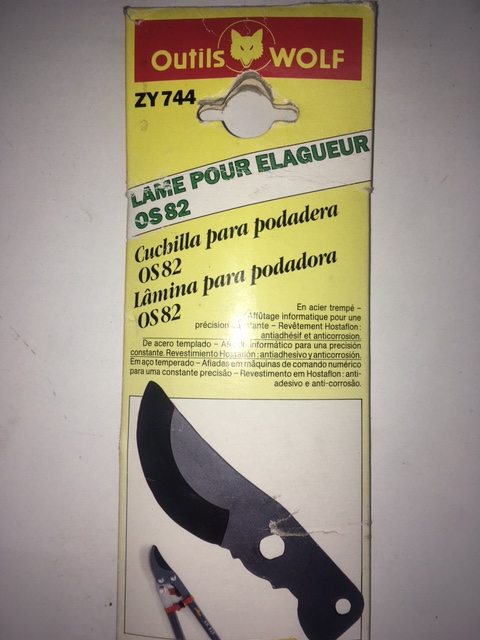 Outils WOLF
ZY 744
LAME POUR ELAGUEUR
OS 82
Cuchilla para podadera
OS 82
Lâmina para podadora
OS 82
En acier trempé –
Affûtage informatique pour une
précision – Revêtement Hostaflon :
antiadhésif et anticorrosion.
De acero templado – informático para una precisión
constante. Revestimiento Hostaflón : antiadhesivo y anticorrosión.
Em aço temperado – Afiadas em máquinas de comando numérico
para uma constante precisão – Revestimento em Hostaflon : anti-
adesivo e anti-corrosão.